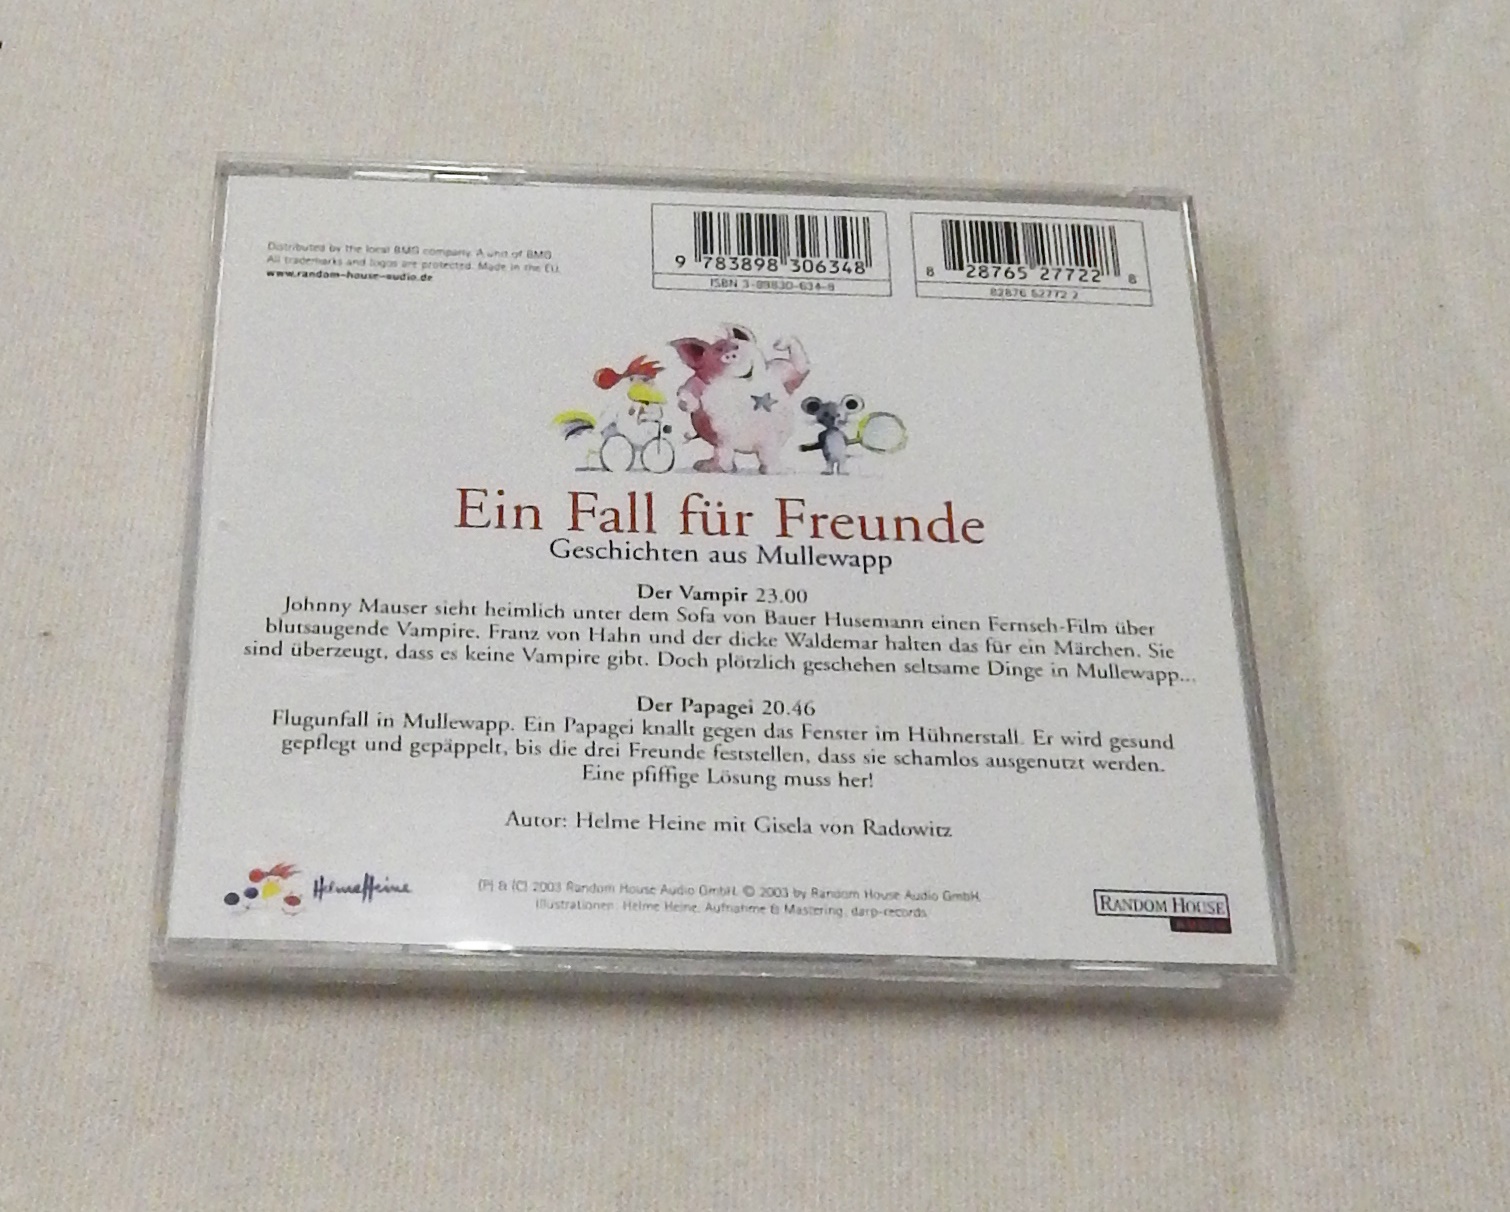 Distributed by the local BMG company. A unit of BMG.
All trademarks and logos are protected. Made in the EU.
www.random-house-audio.de
9 783898 306348
ISBN 3-89830-634-8
8 28765 27722 8
82876 52772 2
Ein Fall für Freunde
Geschichten aus Mullewapp
Der Vampir 23.00
Johnny Mauser sieht heimlich unter dem Sofa von Bauer Husemann einen Fernseh-Film über
blutsaugende Vampire. Franz von Hahn und der dicke Waldemar halten das für ein Märchen. Sie
sind überzeugt, dass es keine Vampire gibt. Doch plötzlich geschehen seltsame Dinge in Mullewapp...
Der Papagei 20.46
Flugunfall in Mullewapp. Ein Papagei knallt gegen das Fenster im Hühnerstall. Er wird gesund
gepflegt und gepäppelt, bis die drei Freunde feststellen, dass sie schamlos ausgenutzt werden.
Eine pfiffige Lösung muss her!
Autor: Helme Heine mit Gisela von Radowitz
Helme Heine
(P) & (C) 2003 Random House Audio GmbH. © 2003 by Random House Audio GmbH.
Illustrationen: Helme Heine. Aufnahme & Mastering: darp-records
RANDOM HOUSE
AUDIO